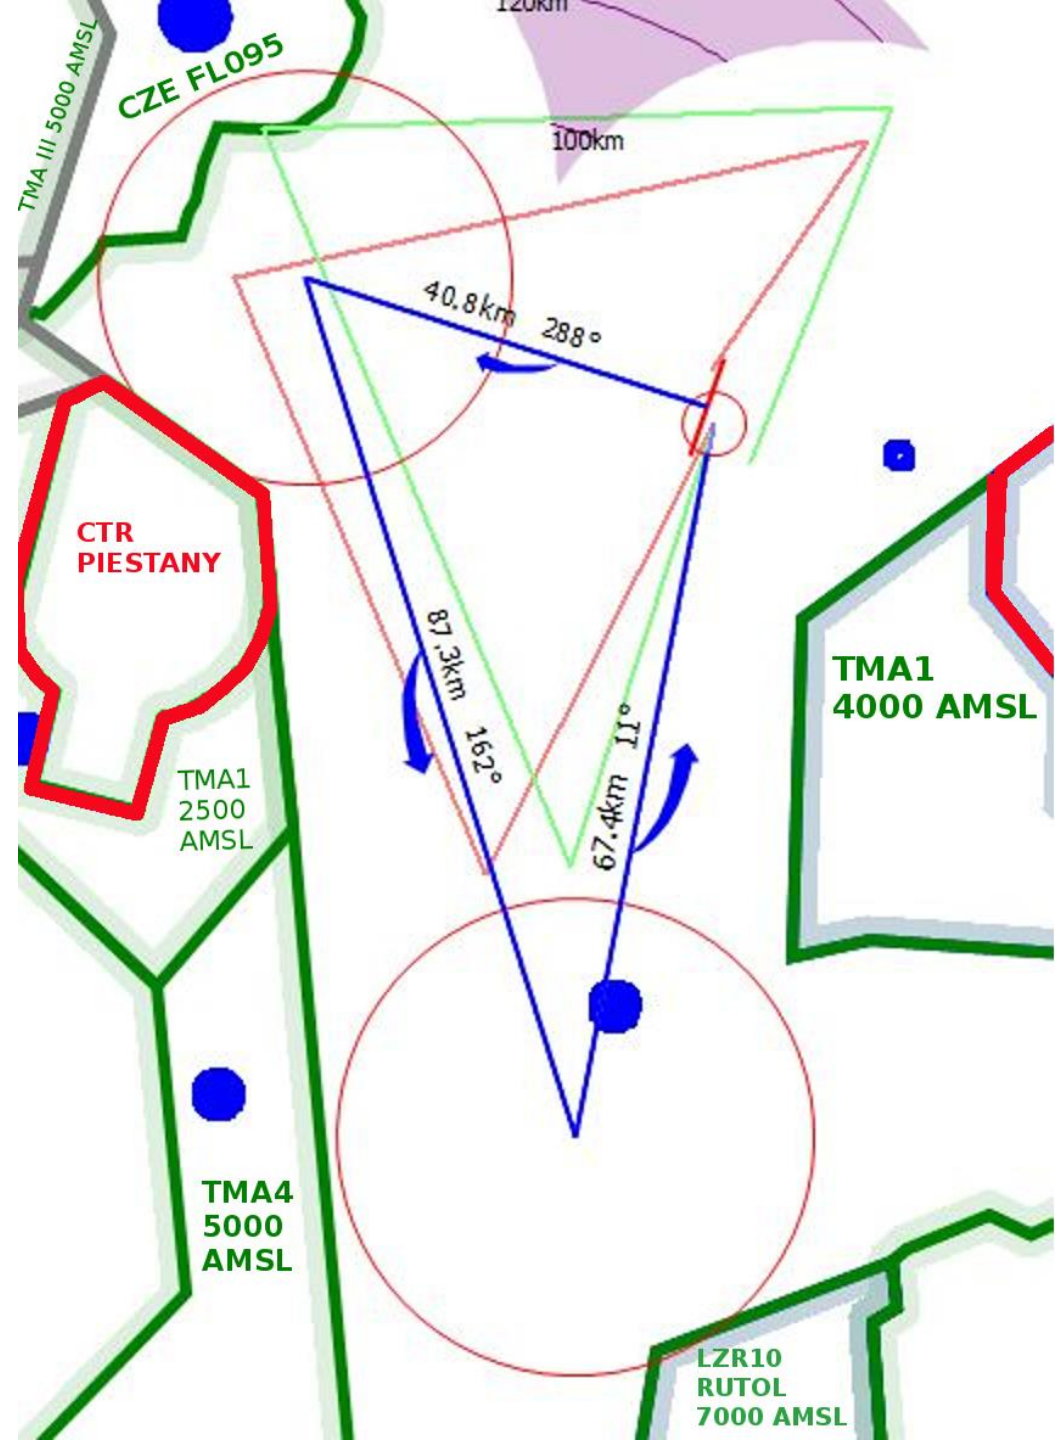 120km
TMA III 5000 AMSL
CZE FL095
100km
40.8km 288°
CTR
PIESTANY
87.3km 162°
TMA1
4000 AMSL
67.4km 11°
TMA1
2500
AMSL
TMA4
5000
AMSL
LZR10
RUTOL
7000 AMSL